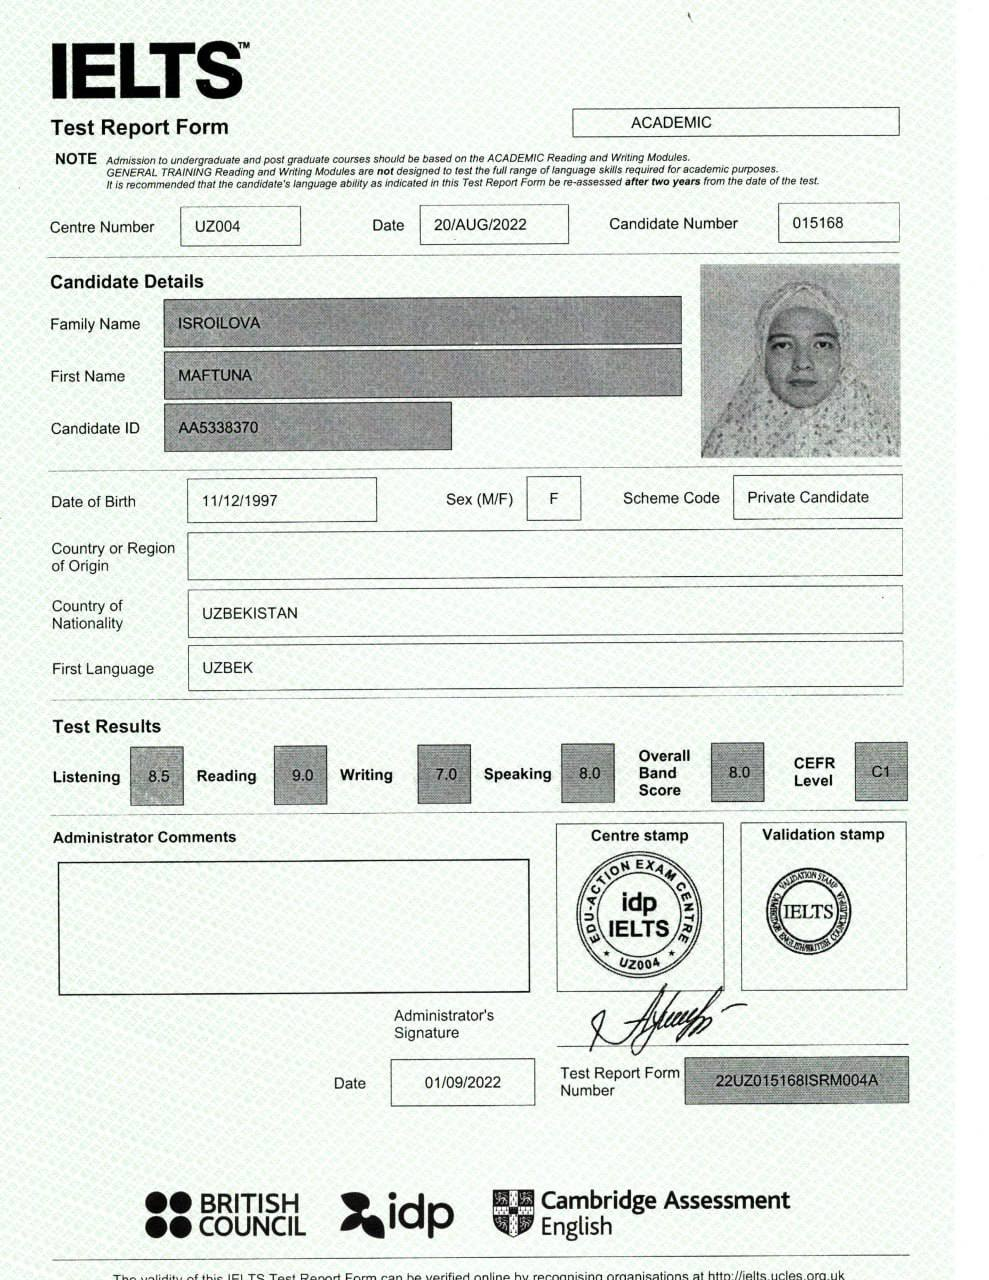 IELTS™
Test Report Form
ACADEMIC
NOTE Admission to undergraduate and post graduate courses should be based on the ACADEMIC Reading and Writing Modules.
GENERAL TRAINING Reading and Writing Modules are not designed to test the full range of language skills required for academic purposes.
It is recommended that the candidate's language ability as indicated in this Test Report Form be re-assessed after two years from the date of the test.
Centre Number UZ004 Date 20/AUG/2022 Candidate Number 015168
Candidate Details
Family Name ISROILOVA
First Name MAFTUNA
Candidate ID AA5338370
Date of Birth 11/12/1997 Sex (M/F) F Scheme Code Private Candidate
Country or Region
of Origin
Country of
Nationality UZBEKISTAN
First Language UZBEK
Test Results
Listening 8.5 Reading 9.0 Writing 7.0 Speaking 8.0 Overall Band Score 8.0 CEFR Level C1
Administrator Comments
Centre stamp
EDU-ACTION EXAM CENTRE
idp
IELTS
UZ004
Validation stamp
VALIDATION STAMP
IELTS
Administrator's
Signature
Date 01/09/2022
Test Report Form
Number 22UZ015168ISRM004A
BRITISH
COUNCIL
idp
Cambridge Assessment
English
The validity of this IELTS Test Report Form can be verified online by recognising organisations at http://ielts.ucles.org.uk